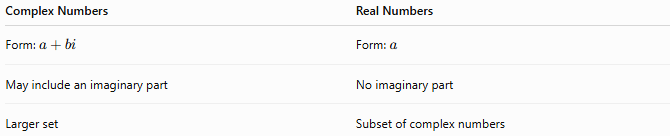 Complex Numbers Real Numbers
Form: a + bi Form: a
May include an imaginary part No imaginary part
Larger set Subset of complex numbers